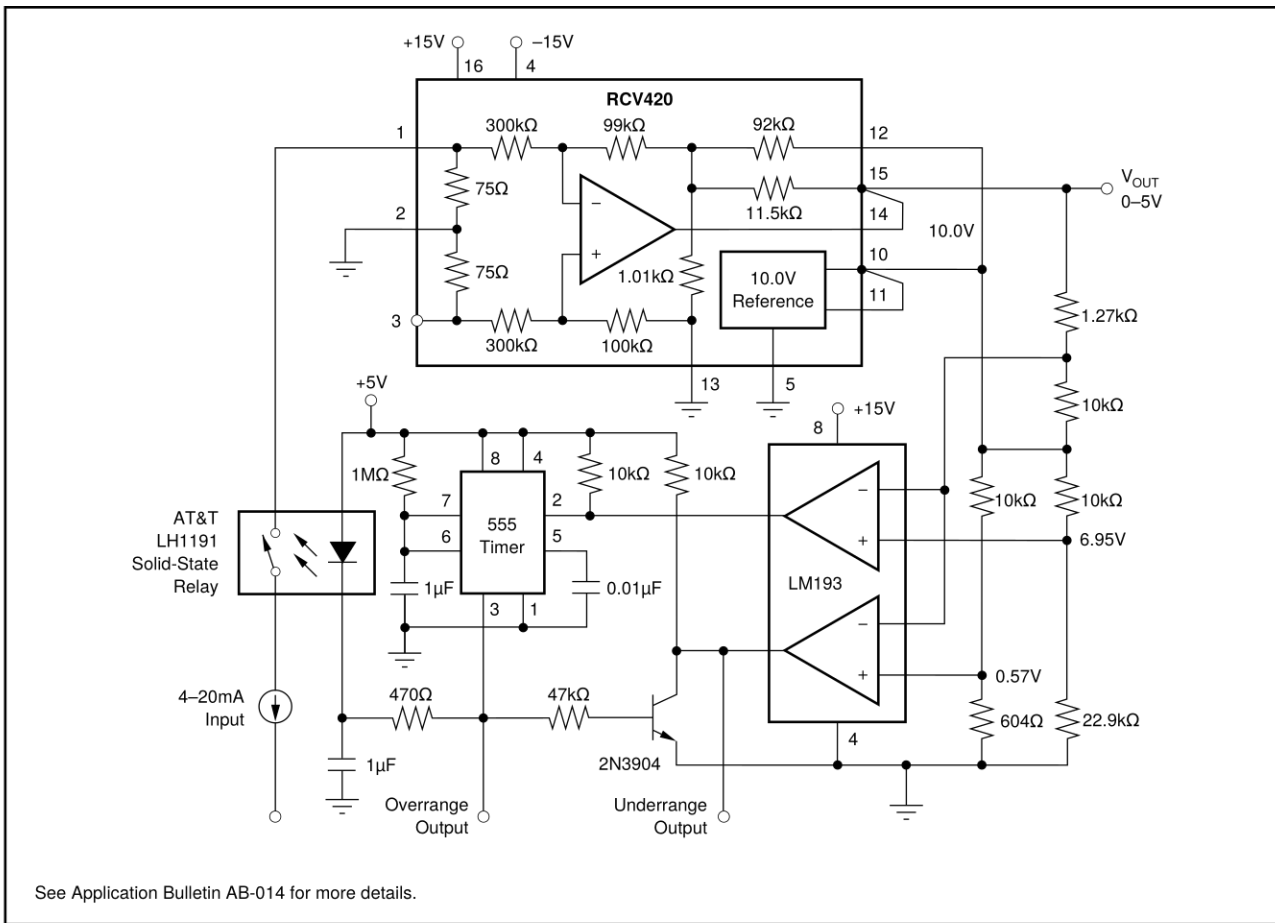 +15V
–15V
16
4
RCV420
1
300kΩ
99kΩ
92kΩ
12
15
75Ω
11.5kΩ
VOUT
0–5V
2
14
–
+
10.0V
10
75Ω
1.01kΩ
10.0V
Reference
11
1.27kΩ
3
300kΩ
100kΩ
13
5
+5V
+15V
8
10kΩ
1MΩ
8
4
10kΩ
10kΩ
10kΩ
10kΩ
7
2
–
AT&T
LH1191
Solid-State
Relay
6
555
Timer
5
+
6.95V
1µF
0.01µF
LM193
3
1
–
4–20mA
Input
470Ω
47kΩ
+
0.57V
604Ω
22.9kΩ
4
1µF
2N3904
Overrange
Output
Underrange
Output
See Application Bulletin AB-014 for more details.